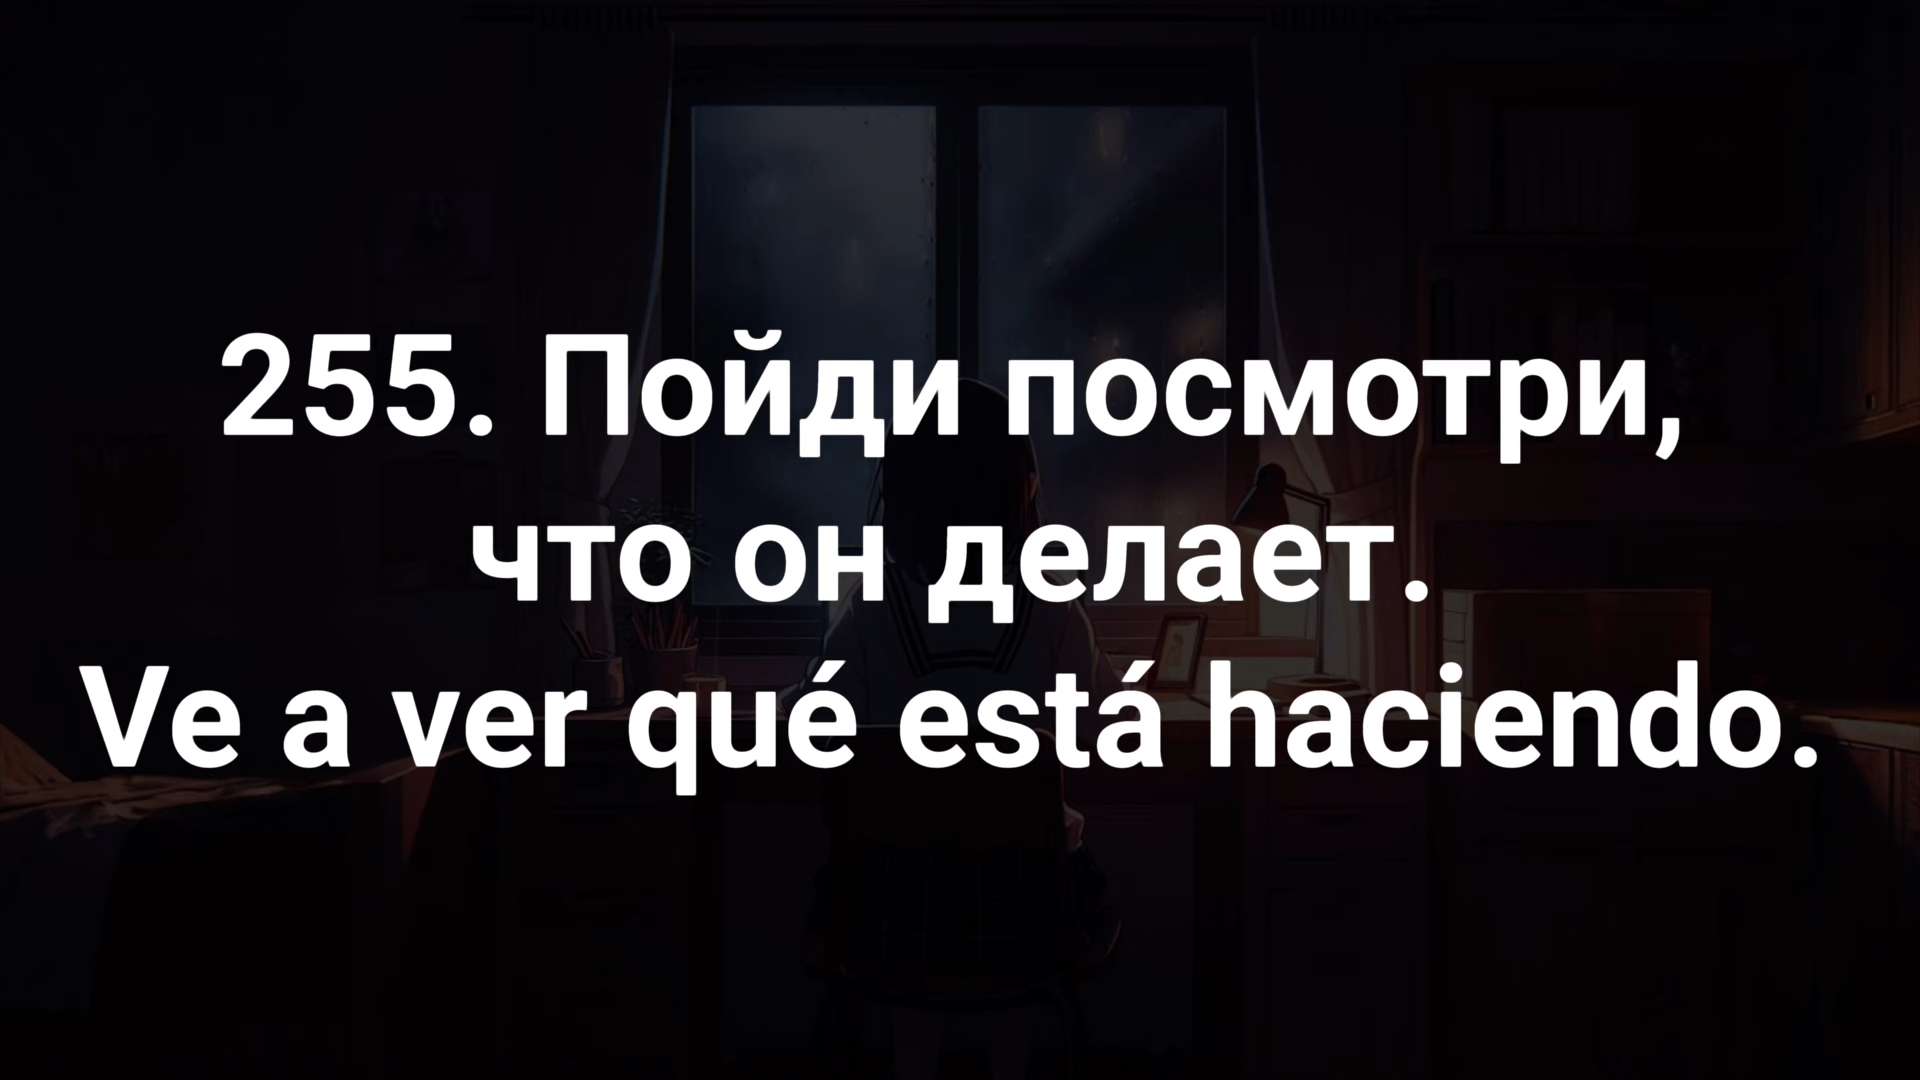 255. Пойди посмотри,
что он делает.
Ve a ver qué está haciendo.